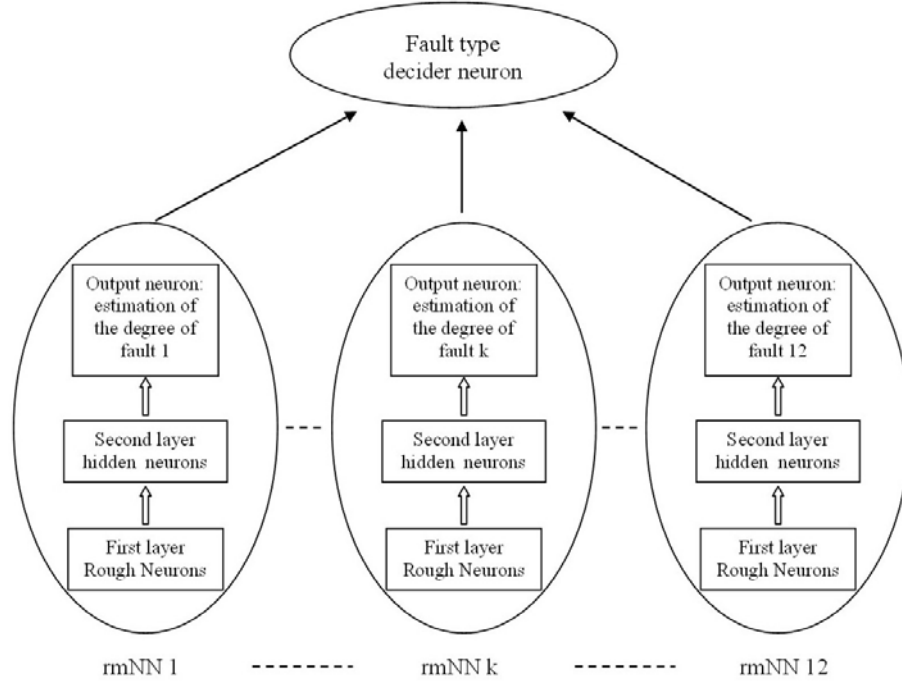 Fault type
decider neuron
Output neuron:
estimation of
the degree of
fault 1
Second layer
hidden neurons
First layer
Rough Neurons
Output neuron:
estimation of
the degree of
fault k
Second layer
hidden neurons
First layer
Rough Neurons
Output neuron:
estimation of
the degree of
fault 12
Second layer
hidden neurons
First layer
Rough Neurons
rmNN 1
rmNN k
rmNN 12